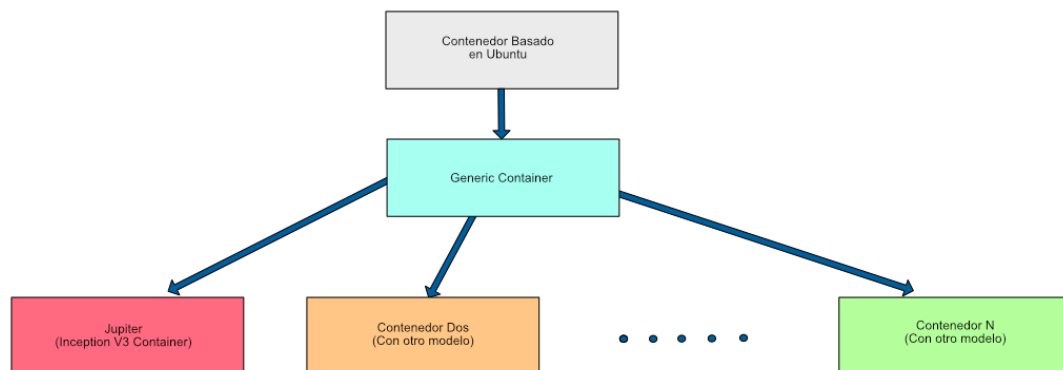 Contenedor Basado
en Ubuntu
Generic Container
Jupiter
(Inception V3 Container)
Contenedor Dos
(Con otro modelo)
Contenedor N
(Con otro modelo)